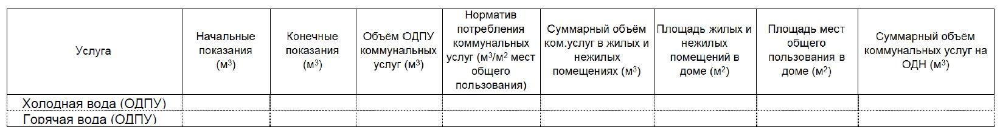 Услуга
Начальные
показания
(м³)
Конечные
показания
(м³)
Объём ОДПУ
коммунальных
услуг (м³)
Норматив
потребления
коммунальных
услуг (м³/м² мест
общего
пользования)
Суммарный объём
ком.услуг в жилых и
нежилых
помещениях (м³)
Площадь жилых и
нежилых
помещений в
доме (м²)
Площадь мест
общего
пользования в
доме (м²)
Суммарный объём
коммунальных услуг на
ОДН (м³)
Холодная вода (ОДПУ)
Горячая вода (ОДПУ)